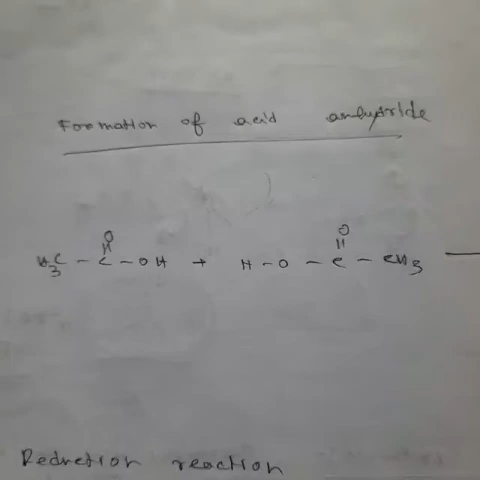 Formation of acid anhydride
O O
H3C - C - OH + H - O - C - CH3
Reduction reaction